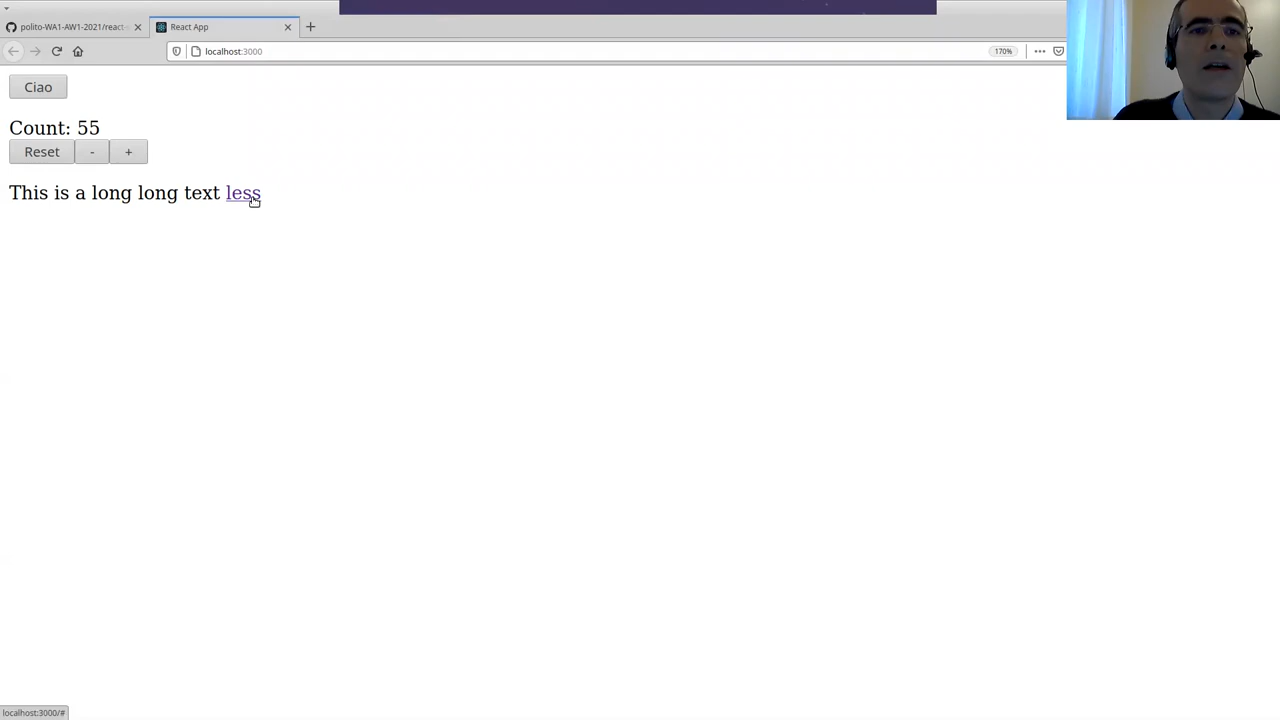 polito-WA1-AW1-2021/react-
React App
localhost:3000
170%
Ciao
Count: 55
Reset - +
This is a long long text less
localhost:3000/#